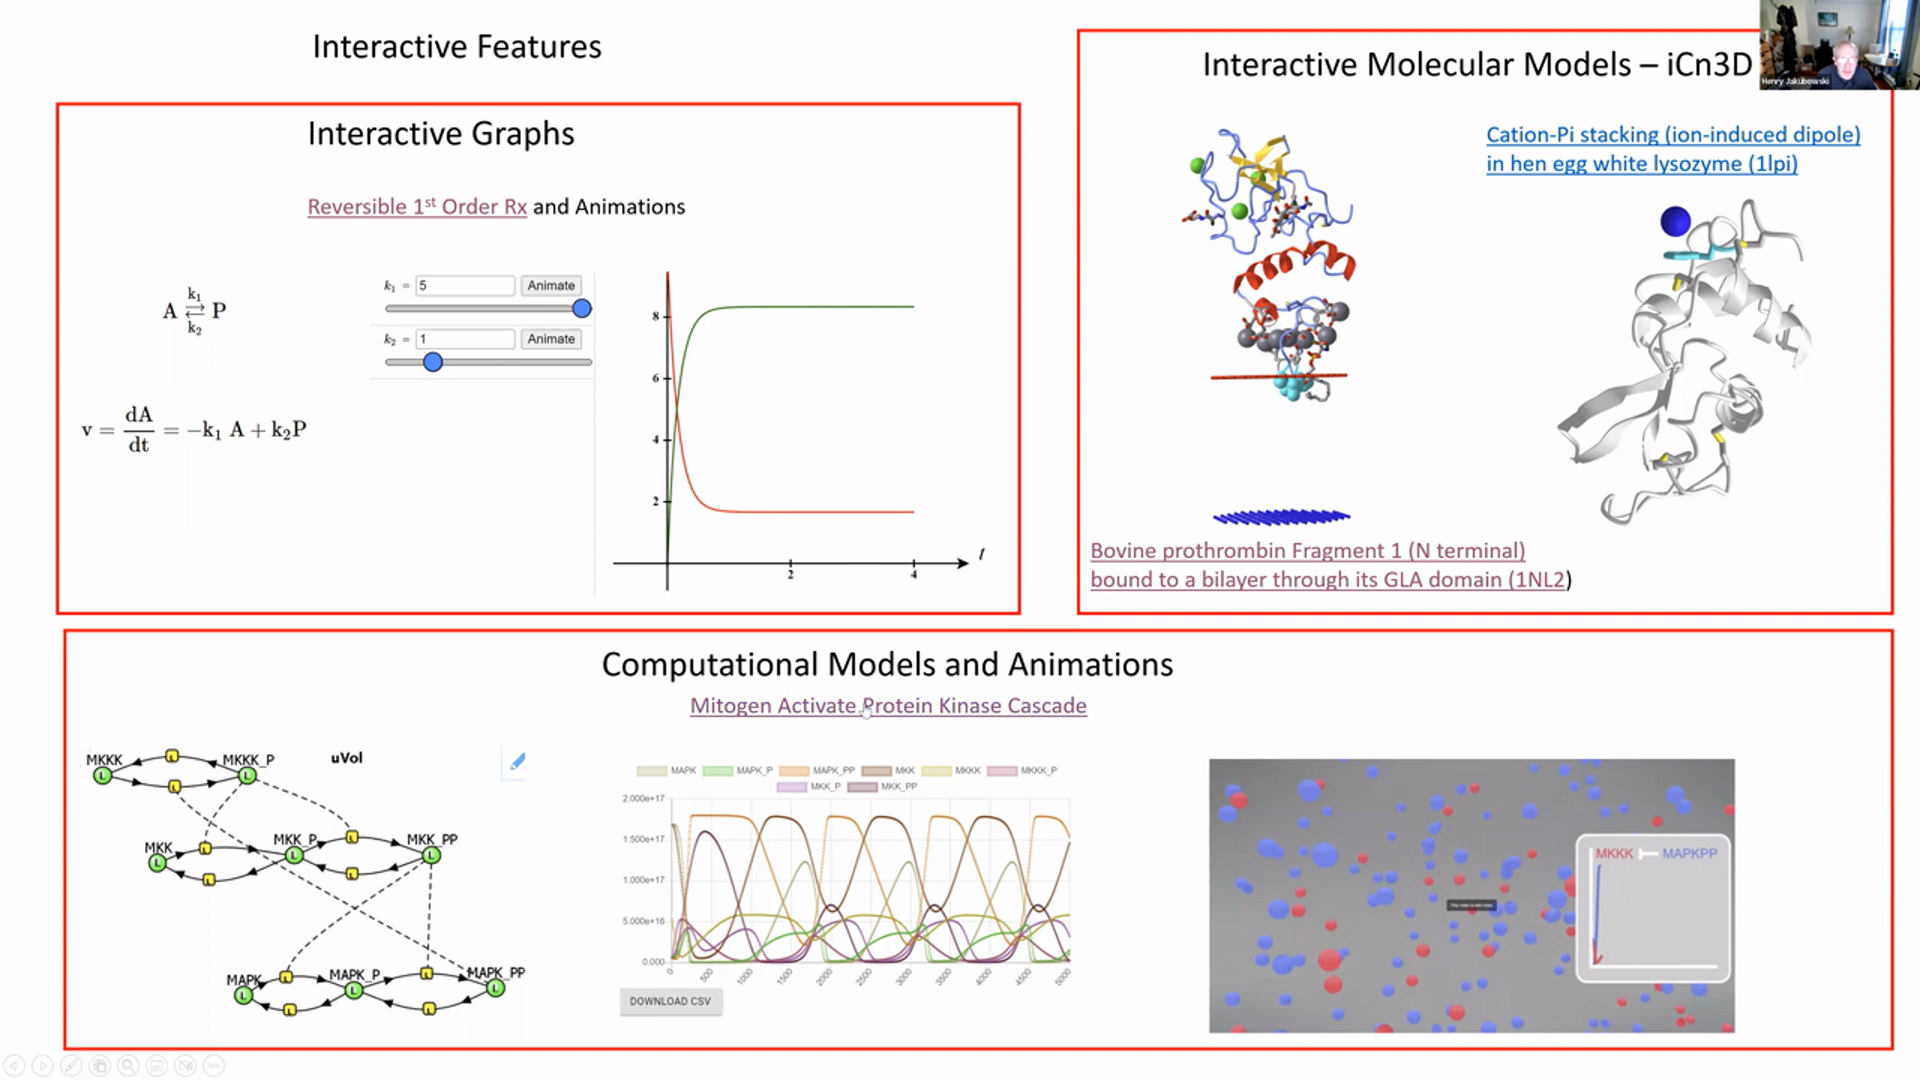 Interactive Features
Interactive Graphs
Reversible 1st Order Rx and Animations
k1 = 5 Animate
k2 = 1 Animate
A k1 ⇄ k2 P
v = dA/dt = −k1 A + k2P
8
6
4
2
2
4
t
Interactive Molecular Models – iCn3D
Henry Jakubowski
Cation-Pi stacking (ion-induced dipole)
in hen egg white lysozyme (1lpi)
Bovine prothrombin Fragment 1 (N terminal)
bound to a bilayer through its GLA domain (1NL2)
Computational Models and Animations
Mitogen Activate Protein Kinase Cascade
MKKK
MKKK_P
uVol
MKK
MKK_P
MKK_PP
MAPK
MAPK_P
MAPK_PP
MAPK MAPK_P MAPK_PP MKK MKKK MKKK_P
MKK_P MKK_PP
2.000e+17
1.500e+17
1.000e+17
5.000e+16
0.000
0 500 1000 1500 2000 2500 3000 3500 4000 4500 5000
DOWNLOAD CSV
MKKK MAPKPP